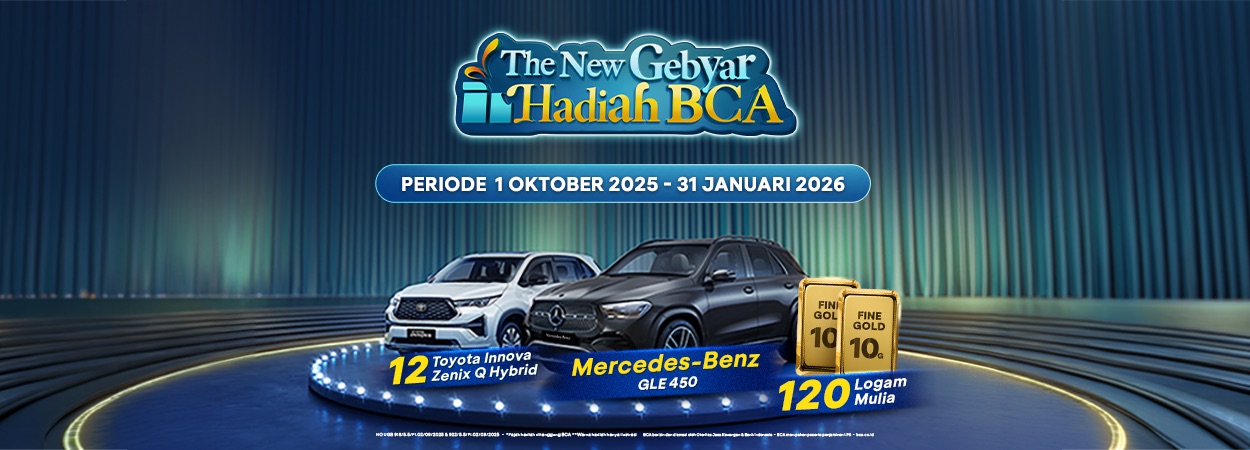 The New Gebyar
Hadiah BCA
PERIODE 1 OKTOBER 2025 - 31 JANUARI 2026
FINE
GOLD
10
FINE
GOLD
10G
12 Toyota Innova
Zenix Q Hybrid
Mercedes-Benz
GLE 450
120 Logam
Mulia